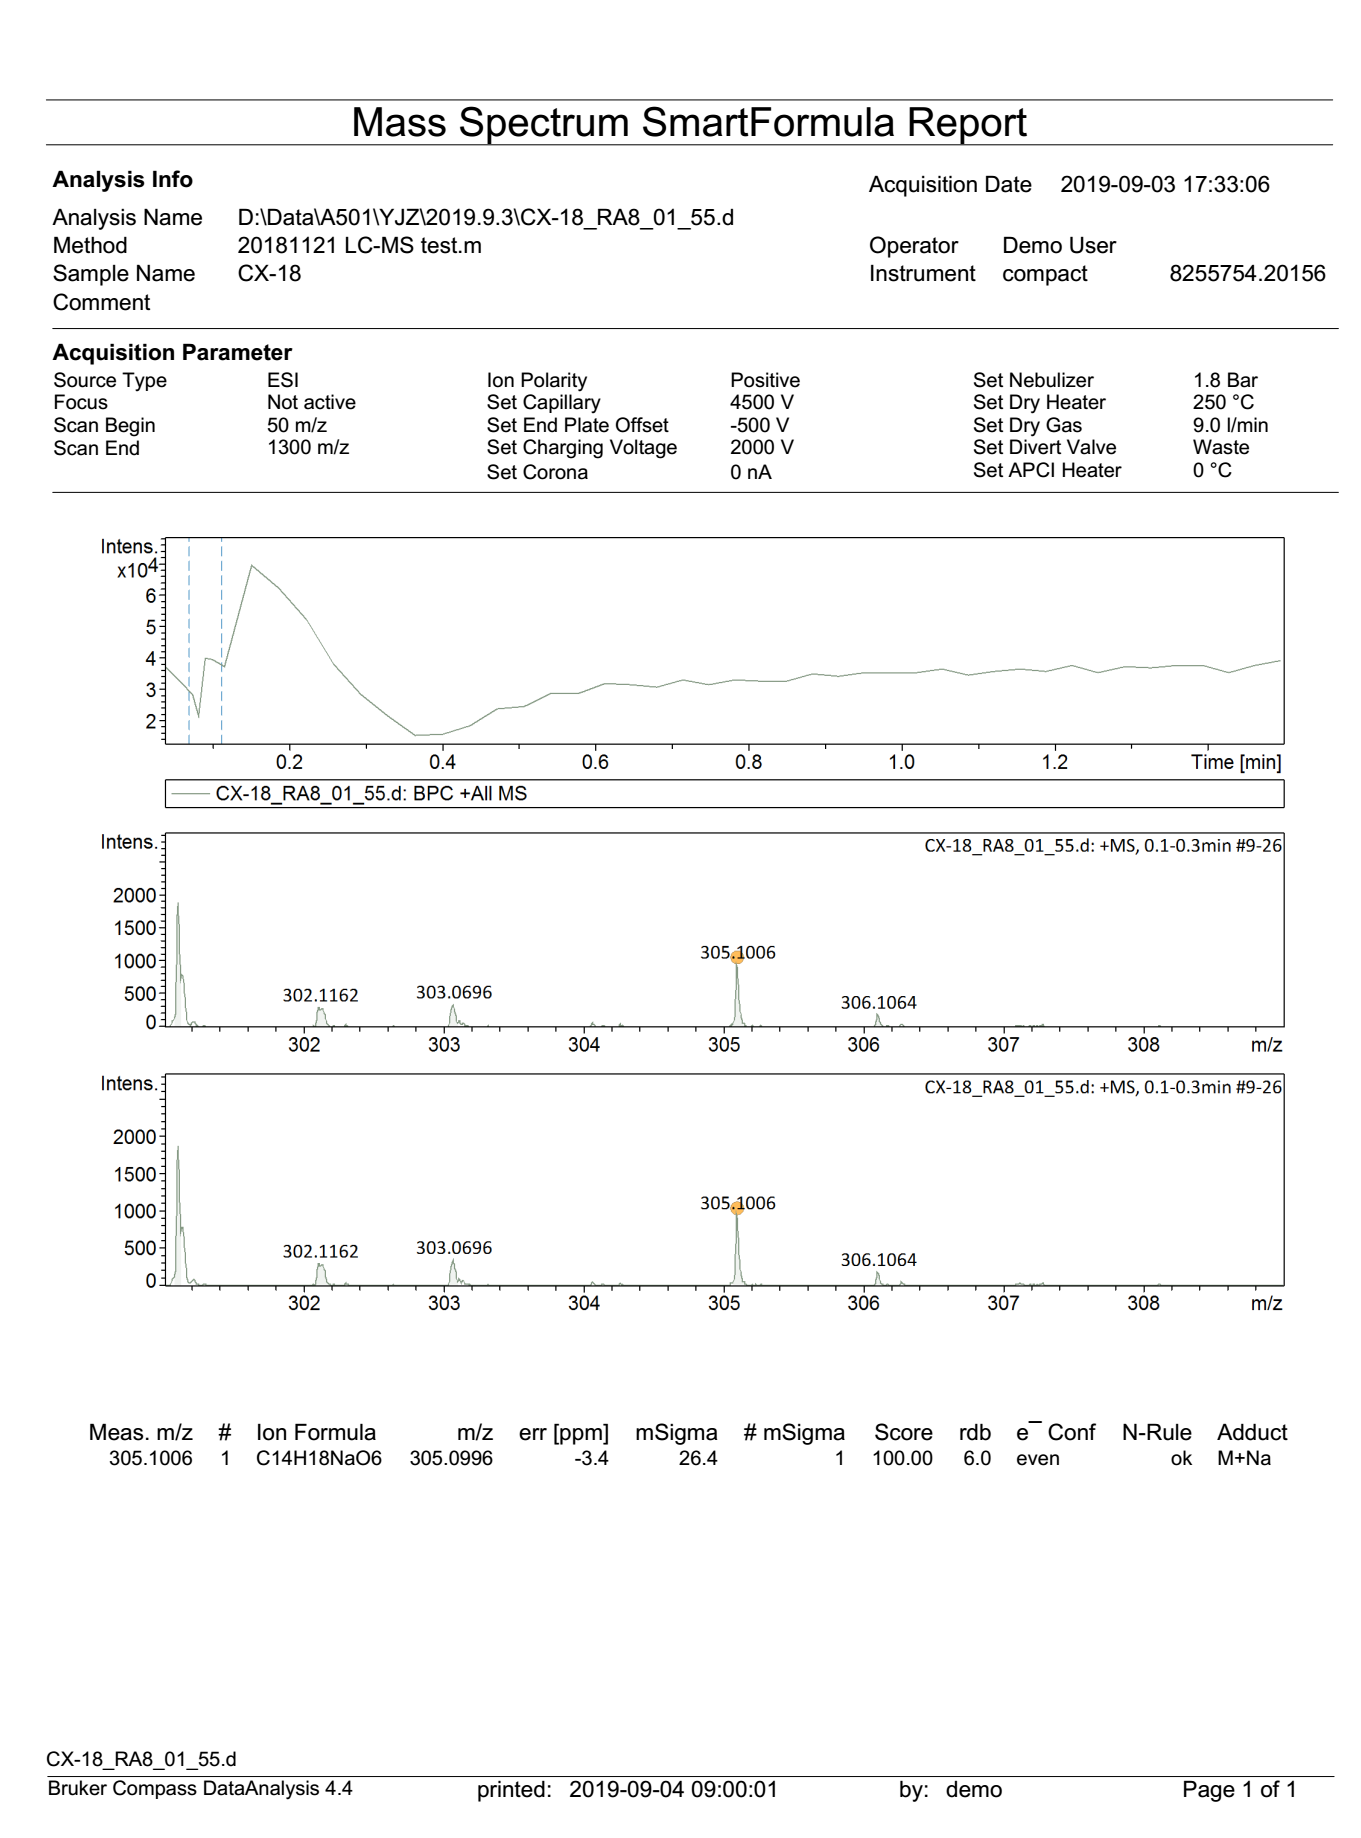 Mass Spectrum SmartFormula Report
Analysis Info
Acquisition Date 2019-09-03 17:33:06
Analysis Name D:\Data\A501\YJZ\2019.9.3\CX-18_RA8_01_55.d
Method 20181121 LC-MS test.m Operator Demo User
Sample Name CX-18 Instrument compact 8255754.20156
Comment
Acquisition Parameter
Source Type ESI Ion Polarity Positive Set Nebulizer 1.8 Bar
Focus Not active Set Capillary 4500 V Set Dry Heater 250 °C
Scan Begin 50 m/z Set End Plate Offset -500 V Set Dry Gas 9.0 l/min
Scan End 1300 m/z Set Charging Voltage 2000 V Set Divert Valve Waste
Set Corona 0 nA Set APCI Heater 0 °C
Intens.
x10^4
6
5
4
3
2
0.2 0.4 0.6 0.8 1.0 1.2 Time [min]
CX-18_RA8_01_55.d: BPC +All MS
Intens.
CX-18_RA8_01_55.d: +MS, 0.1-0.3min #9-26
2000
1500
1000
500
0
305.1006
302.1162 303.0696 306.1064
302 303 304 305 306 307 308 m/z
Intens.
CX-18_RA8_01_55.d: +MS, 0.1-0.3min #9-26
2000
1500
1000
500
0
305.1006
302.1162 303.0696 306.1064
302 303 304 305 306 307 308 m/z
Meas. m/z # Ion Formula m/z err [ppm] mSigma # mSigma Score rdb e¯ Conf N-Rule Adduct
305.1006 1 C14H18NaO6 305.0996 -3.4 26.4 1 100.00 6.0 even ok M+Na
CX-18_RA8_01_55.d
Bruker Compass DataAnalysis 4.4 printed: 2019-09-04 09:00:01 by: demo Page 1 of 1